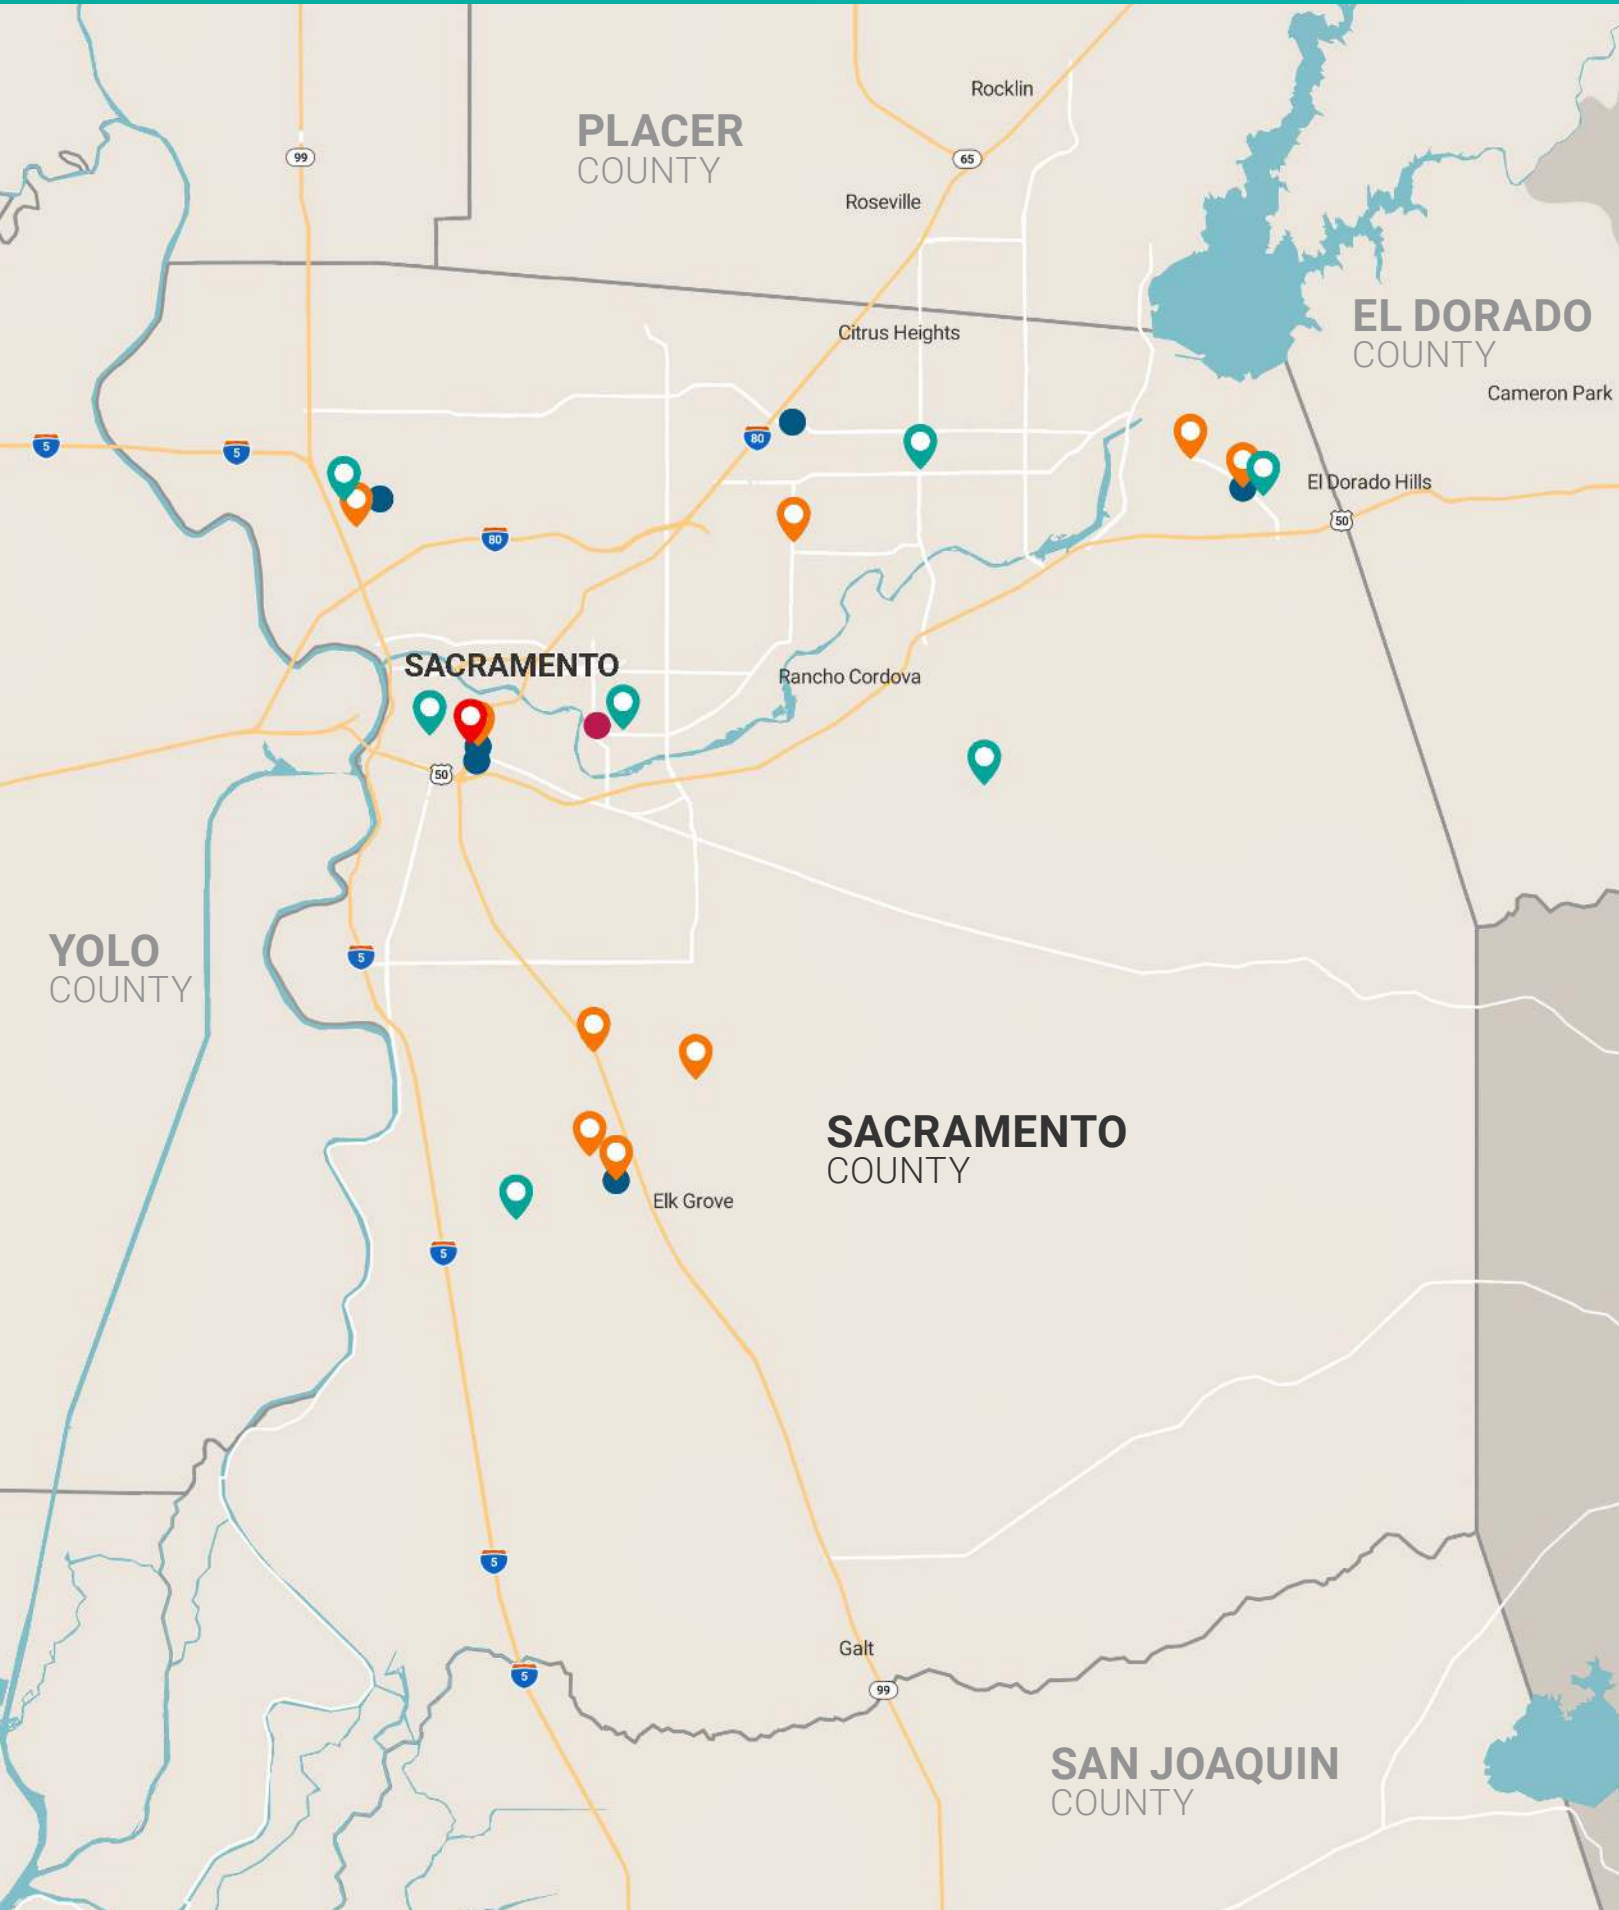 Rocklin
PLACER
COUNTY
99
65
Roseville
EL DORADO
COUNTY
Citrus Heights
Cameron Park
5
5
80
El Dorado Hills
50
80
SACRAMENTO
Rancho Cordova
50
YOLO
COUNTY
5
SACRAMENTO
COUNTY
Elk Grove
5
5
Galt
5
99
SAN JOAQUIN
COUNTY